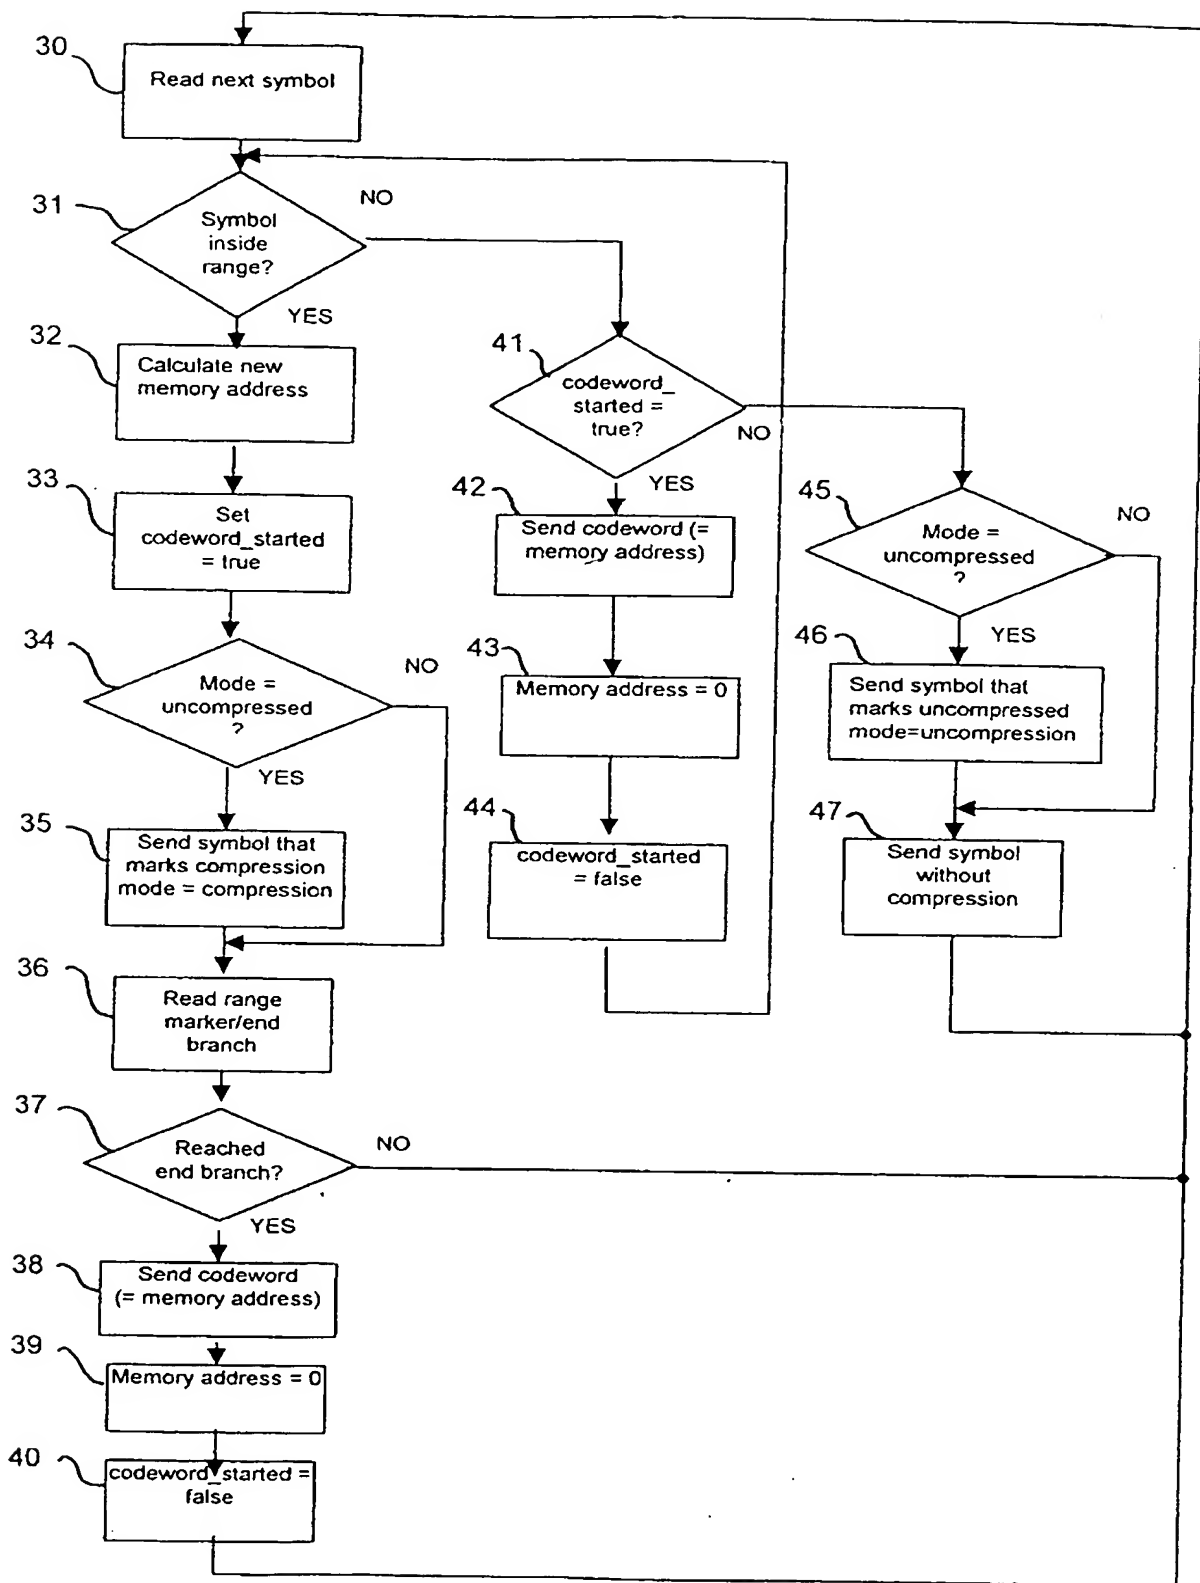 30
Read next symbol
31
Symbol
inside
range?
NO
YES
32
Calculate new
memory address
33
Set
codeword_started
= true
34
Mode =
uncompressed
?
NO
YES
35
Send symbol that
marks compression
mode = compression
36
Read range
marker/end
branch
37
Reached
end branch?
NO
YES
38
Send codeword
(= memory address)
39
Memory address = 0
40
codeword_started =
false
41
codeword_
started =
true?
NO
YES
42
Send codeword (=
memory address)
43
Memory address = 0
44
codeword_started
= false
45
Mode =
uncompressed
?
NO
YES
46
Send symbol that
marks uncompressed
mode=uncompression
47
Send symbol
without
compression